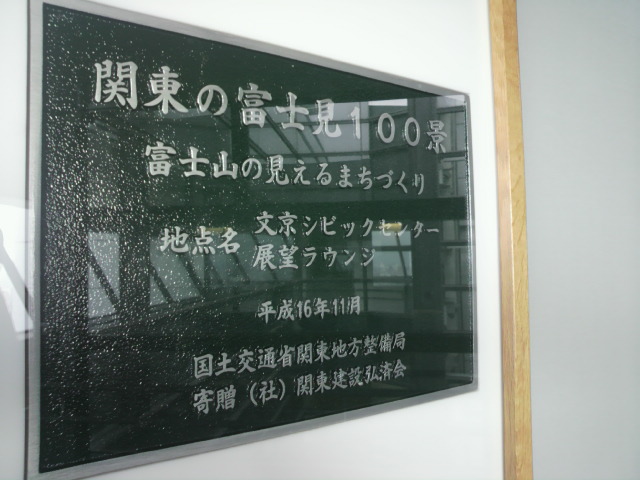 関東の富士見100景
富士山の見えるまちづくり
地点名 文京シビックセンター
展望ラウンジ
平成16年11月
国土交通省関東地方整備局
寄贈（社）関東建設弘済会